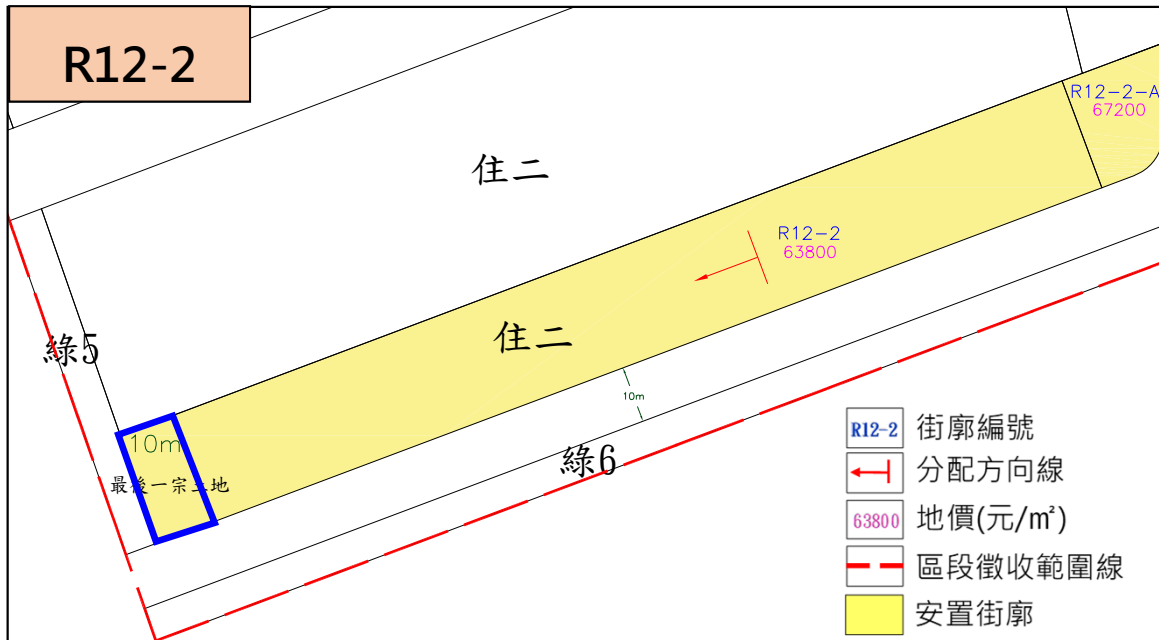 R12-2
R12-2-A
67200
住二
R12-2
63800
住二
綠5
10m
10m
最後一宗土地
綠6
R12-2 街廓編號
分配方向線
63800 地價(元/㎡)
區段徵收範圍線
安置街廓